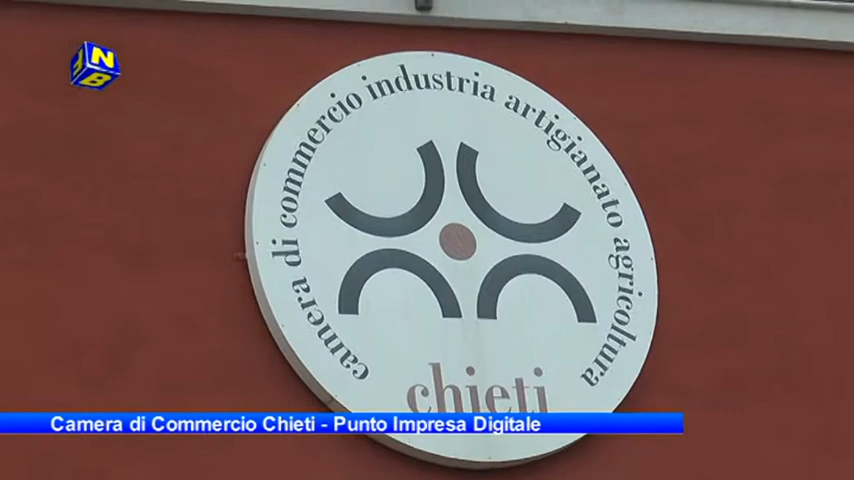 N
B
camera di commercio industria artigianato agricoltura
chieti
Camera di Commercio Chieti - Punto Impresa Digitale